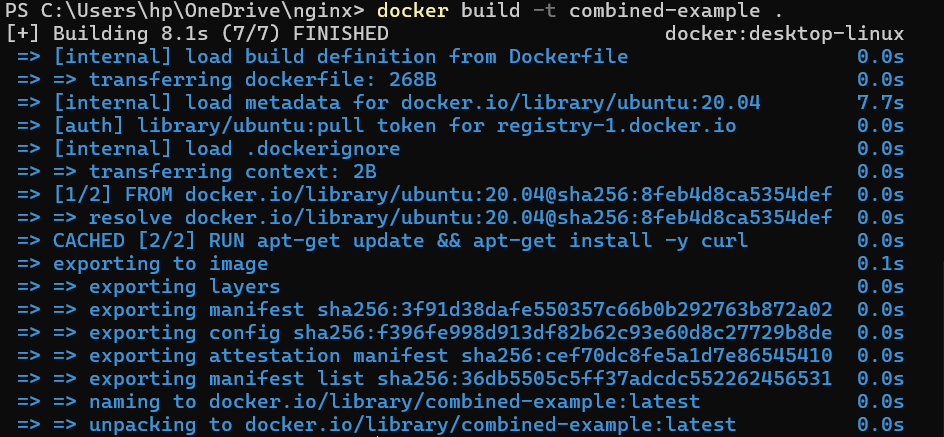 PS C:\Users\hp\OneDrive\nginx> docker build -t combined-example .
[+] Building 8.1s (7/7) FINISHED docker:desktop-linux
=> [internal] load build definition from Dockerfile 0.0s
=> => transferring dockerfile: 268B 0.0s
=> [internal] load metadata for docker.io/library/ubuntu:20.04 7.7s
=> [auth] library/ubuntu:pull token for registry-1.docker.io 0.0s
=> [internal] load .dockerignore 0.0s
=> => transferring context: 2B 0.0s
=> [1/2] FROM docker.io/library/ubuntu:20.04@sha256:8feb4d8ca5354def 0.0s
=> => resolve docker.io/library/ubuntu:20.04@sha256:8feb4d8ca5354def 0.0s
=> CACHED [2/2] RUN apt-get update && apt-get install -y curl 0.0s
=> exporting to image 0.1s
=> => exporting layers 0.0s
=> => exporting manifest sha256:3f91d38dafe550357c66b0b292763b872a02 0.0s
=> => exporting config sha256:f396fe998d913df82b62c93e60d8c27729b8de 0.0s
=> => exporting attestation manifest sha256:cef70dc8fe5a1d7e86545410 0.0s
=> => exporting manifest list sha256:36db5505c5ff37adcdc552262456531 0.0s
=> => naming to docker.io/library/combined-example:latest 0.0s
=> => unpacking to docker.io/library/combined-example:latest 0.0s